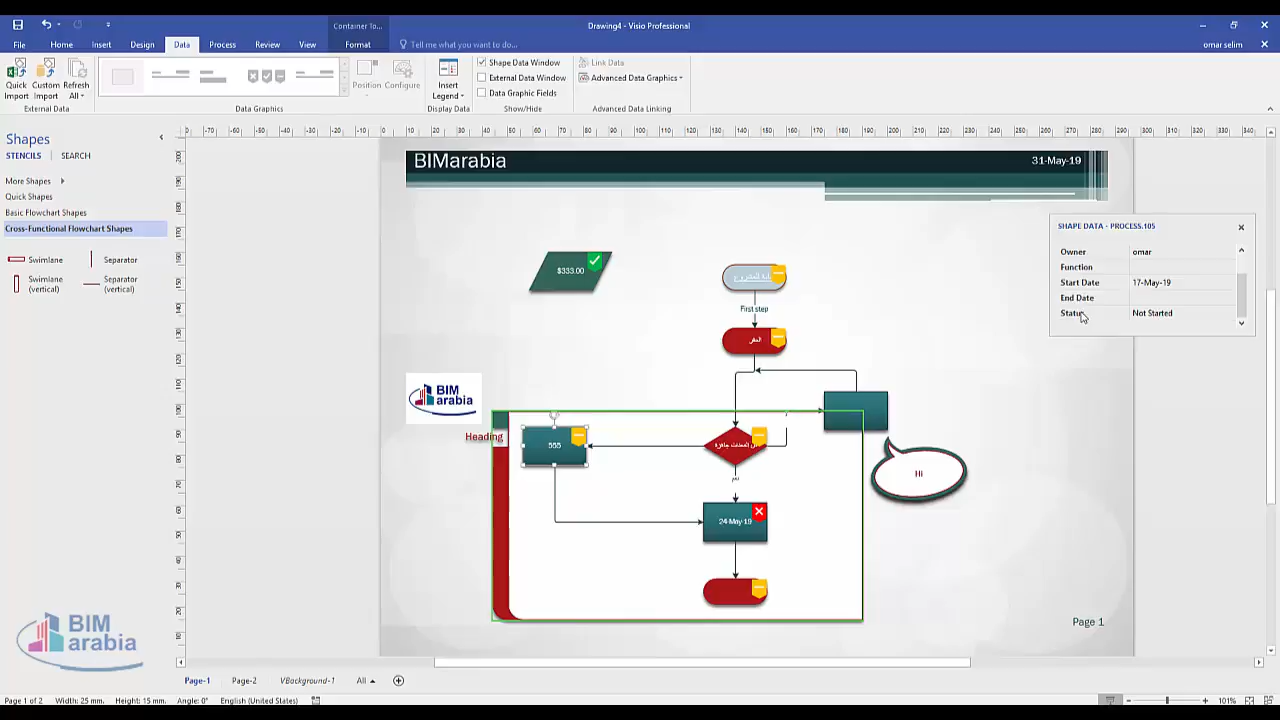 Drawing4 - Visio Professional
Container To...
File Home Insert Design Data Process Review View Format Tell me what you want to do... omar selim
Quick Import
Custom Import
Refresh All
External Data
Data Graphics
Position
Configure
Insert Legend
Display Data
Shape Data Window
External Data Window
Data Graphic Fields
Show/Hide
Link Data
Advanced Data Graphics
Advanced Data Linking
Shapes
STENCILS SEARCH
More Shapes
Quick Shapes
Basic Flowchart Shapes
Cross-Functional Flowchart Shapes
Swimlane Separator
Swimlane (vertical)
Separator (vertical)
BIMarabia 31-May-19
$333.00
First step
المقر
BIM
arabia
Heading
555
هل المعدات جاهزة
نعم
24-May-19
Hi
Page 1
SHAPE DATA - PROCESS.105
Owner omar
Function
Start Date 17-May-19
End Date
Status Not Started
BIM
arabia
Page-1 Page-2 VBackground-1 All
Page 1 of 2 Width: 25 mm. Height: 15 mm. Angle: 0° English (United States) 101%